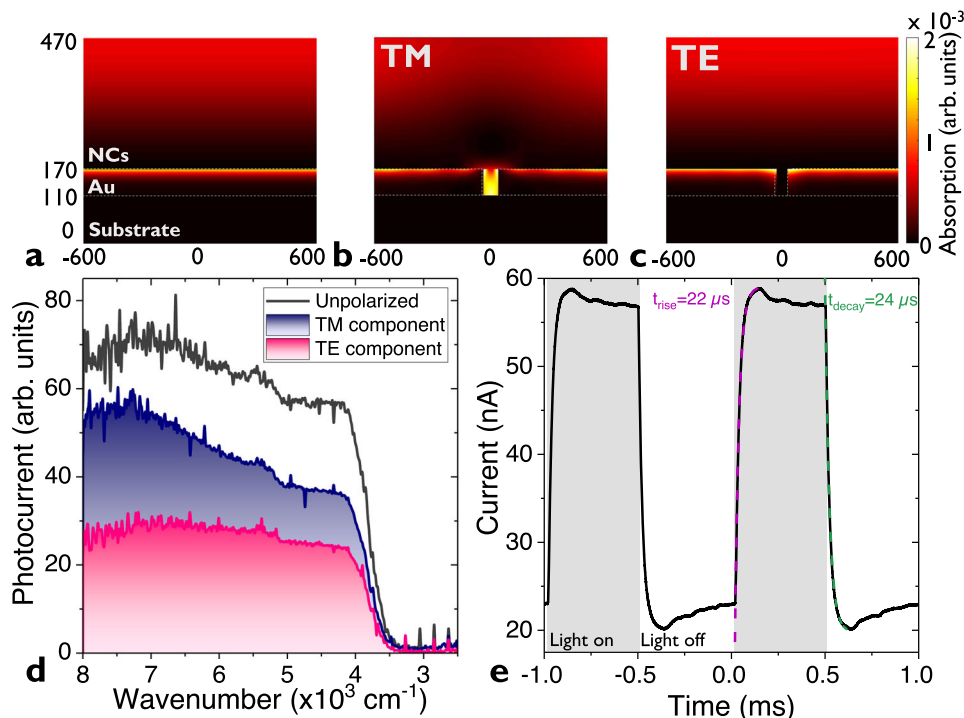 470
170
110
0
NCs
Au
Substrate
-600
0
600
a
TM
-600
0
600
b
TE
-600
0
600
c
× 10⁻³
2
1
0
Absorption (arb. units)
80
60
40
20
0
Photocurrent (arb. units)
Unpolarized
TM component
TE component
8
7
6
5
4
3
Wavenumber (x10³ cm⁻¹)
d
60
50
40
30
20
Current (nA)
t_rise=22 µs
t_decay=24 µs
Light on
Light off
-1.0
-0.5
0.0
0.5
1.0
Time (ms)
e